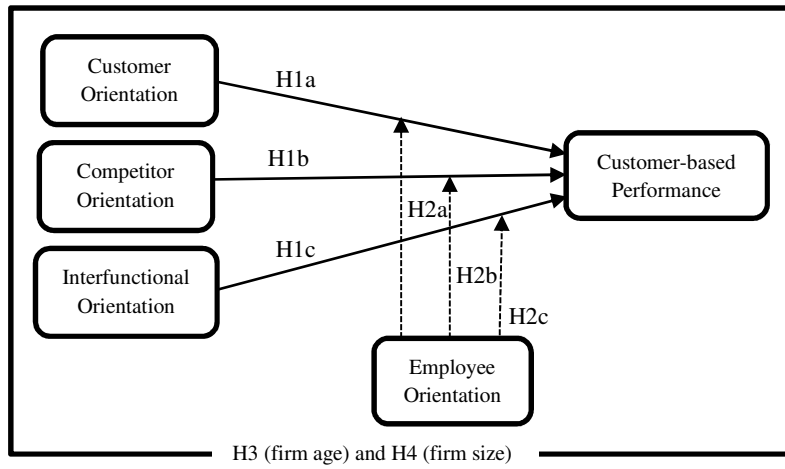 Customer
Orientation
H1a
Competitor
Orientation
H1b
Customer-based
Performance
H2a
Interfunctional
Orientation
H1c
H2b
H2c
Employee
Orientation
H3 (firm age) and H4 (firm size)